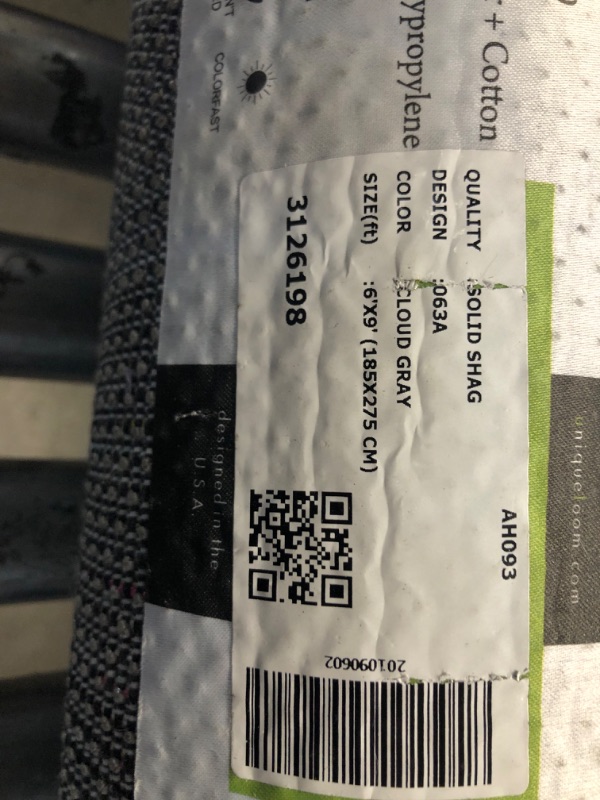 + Cotton
ypropylene
COLORFAST
AH093
QUALITY :SOLID SHAG
DESIGN :063A
COLOR :CLOUD GRAY
SIZE(ft) :6'X9' (185X275 CM)
3126198
201090602
designed in the
U.S.A.
uniqueloom.com